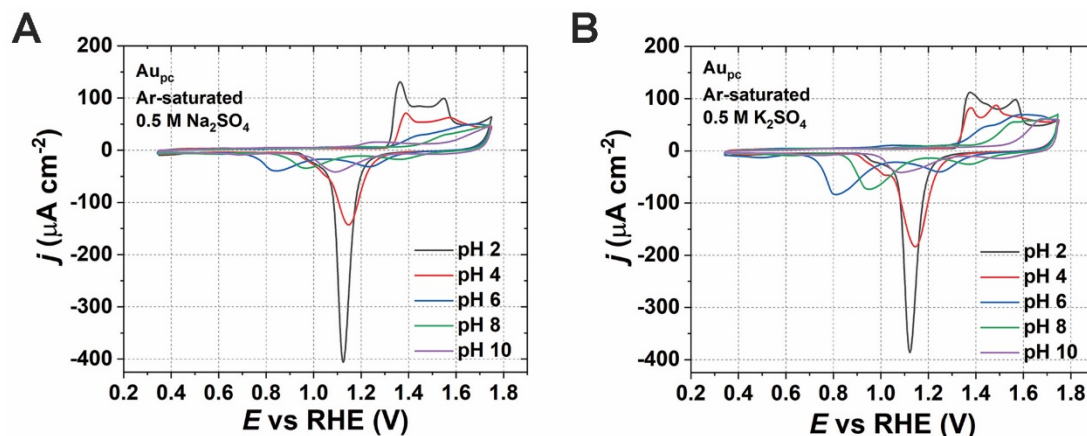 A
200
100
0
-100
-200
-300
-400
j (μA cm⁻²)
Au_pc
Ar-saturated
0.5 M Na₂SO₄
pH 2
pH 4
pH 6
pH 8
pH 10
0.2 0.4 0.6 0.8 1.0 1.2 1.4 1.6 1.8
E vs RHE (V)
B
200
100
0
-100
-200
-300
-400
j (μA cm⁻²)
Au_pc
Ar-saturated
0.5 M K₂SO₄
pH 2
pH 4
pH 6
pH 8
pH 10
0.2 0.4 0.6 0.8 1.0 1.2 1.4 1.6 1.8
E vs RHE (V)